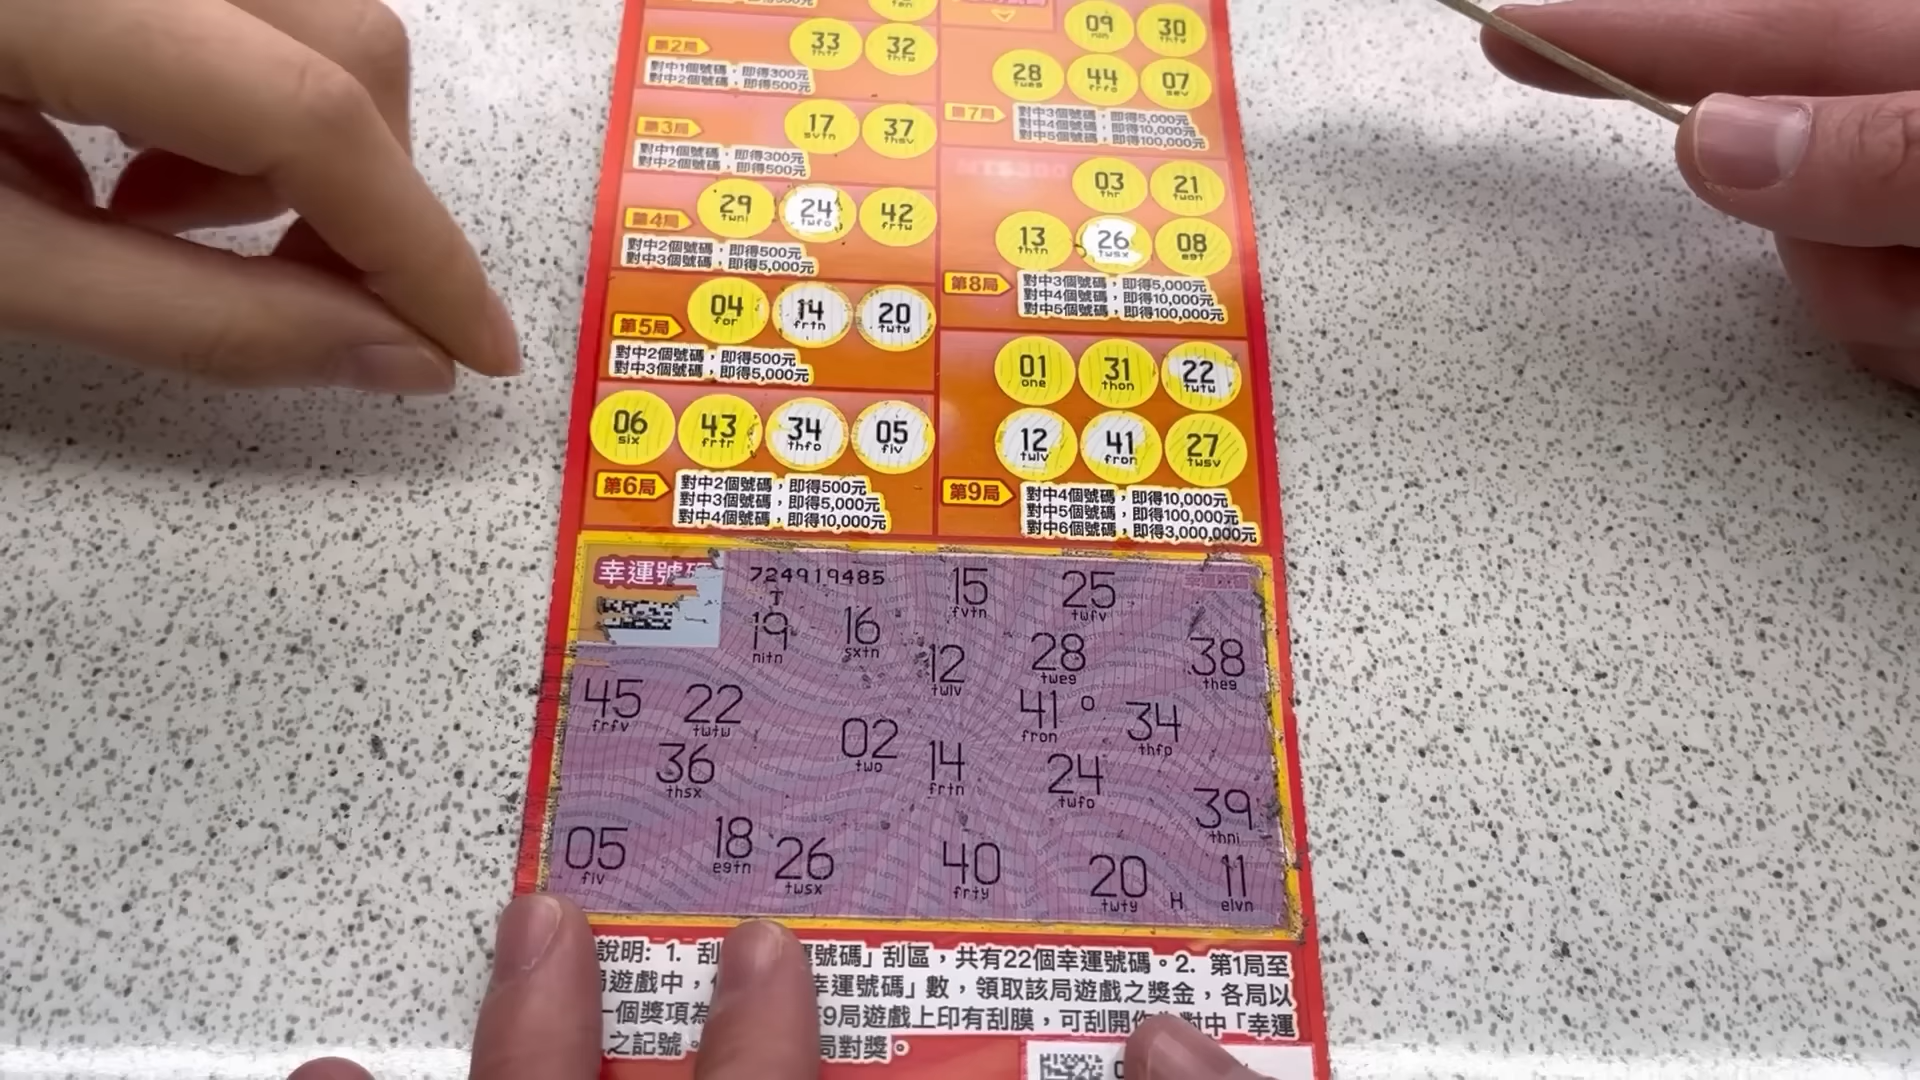 第2局
33 32
thtr thtw
對中1個號碼,即得300元
對中2個號碼,即得500元
第3局
17 37
svtn thsv
對中1個號碼,即得300元
對中2個號碼,即得500元
第4局
29 24 42
twni twfo frtw
對中2個號碼,即得500元
對中3個號碼,即得5,000元
第5局
04 14 20
for frtn twty
對中2個號碼,即得500元
對中3個號碼,即得5,000元
06 43 34 05
six frtr thfo fiv
第6局
對中2個號碼,即得500元
對中3個號碼,即得5,000元
對中4個號碼,即得10,000元
09 30
nin thty
28 44 07
tweg frfo sev
第7局
對中3個號碼,即得5,000元
對中4個號碼,即得10,000元
對中5個號碼,即得100,000元
03 21
thr twon
13 26 08
thtn twsx egt
第8局
對中3個號碼,即得5,000元
對中4個號碼,即得10,000元
對中5個號碼,即得100,000元
01 31 22
one thon twtw
12 41 27
twlv fron twsv
第9局
對中4個號碼,即得10,000元
對中5個號碼,即得100,000元
對中6個號碼,即得3,000,000元
幸運號碼
724919485
T
15 25
fvtn twfv
19 16 12 28 38
nitn sxtn twlv tweg theg
45 22 02 41 O 34
frfv twtw two fron thfo
36 14 24 39
thsx frtn twfo thni
05 18 26 40 20 H 11
fiv egtn twsx frty twty elvn
說明: 1. 刮 號碼」刮區,共有22個幸運號碼。2. 第1局至
遊戲中, 幸運號碼」數,領取該局遊戲之獎金,各局以
一個獎項為 9局遊戲上印有刮膜,可刮開作為對中「幸運
之記號。 局對獎。